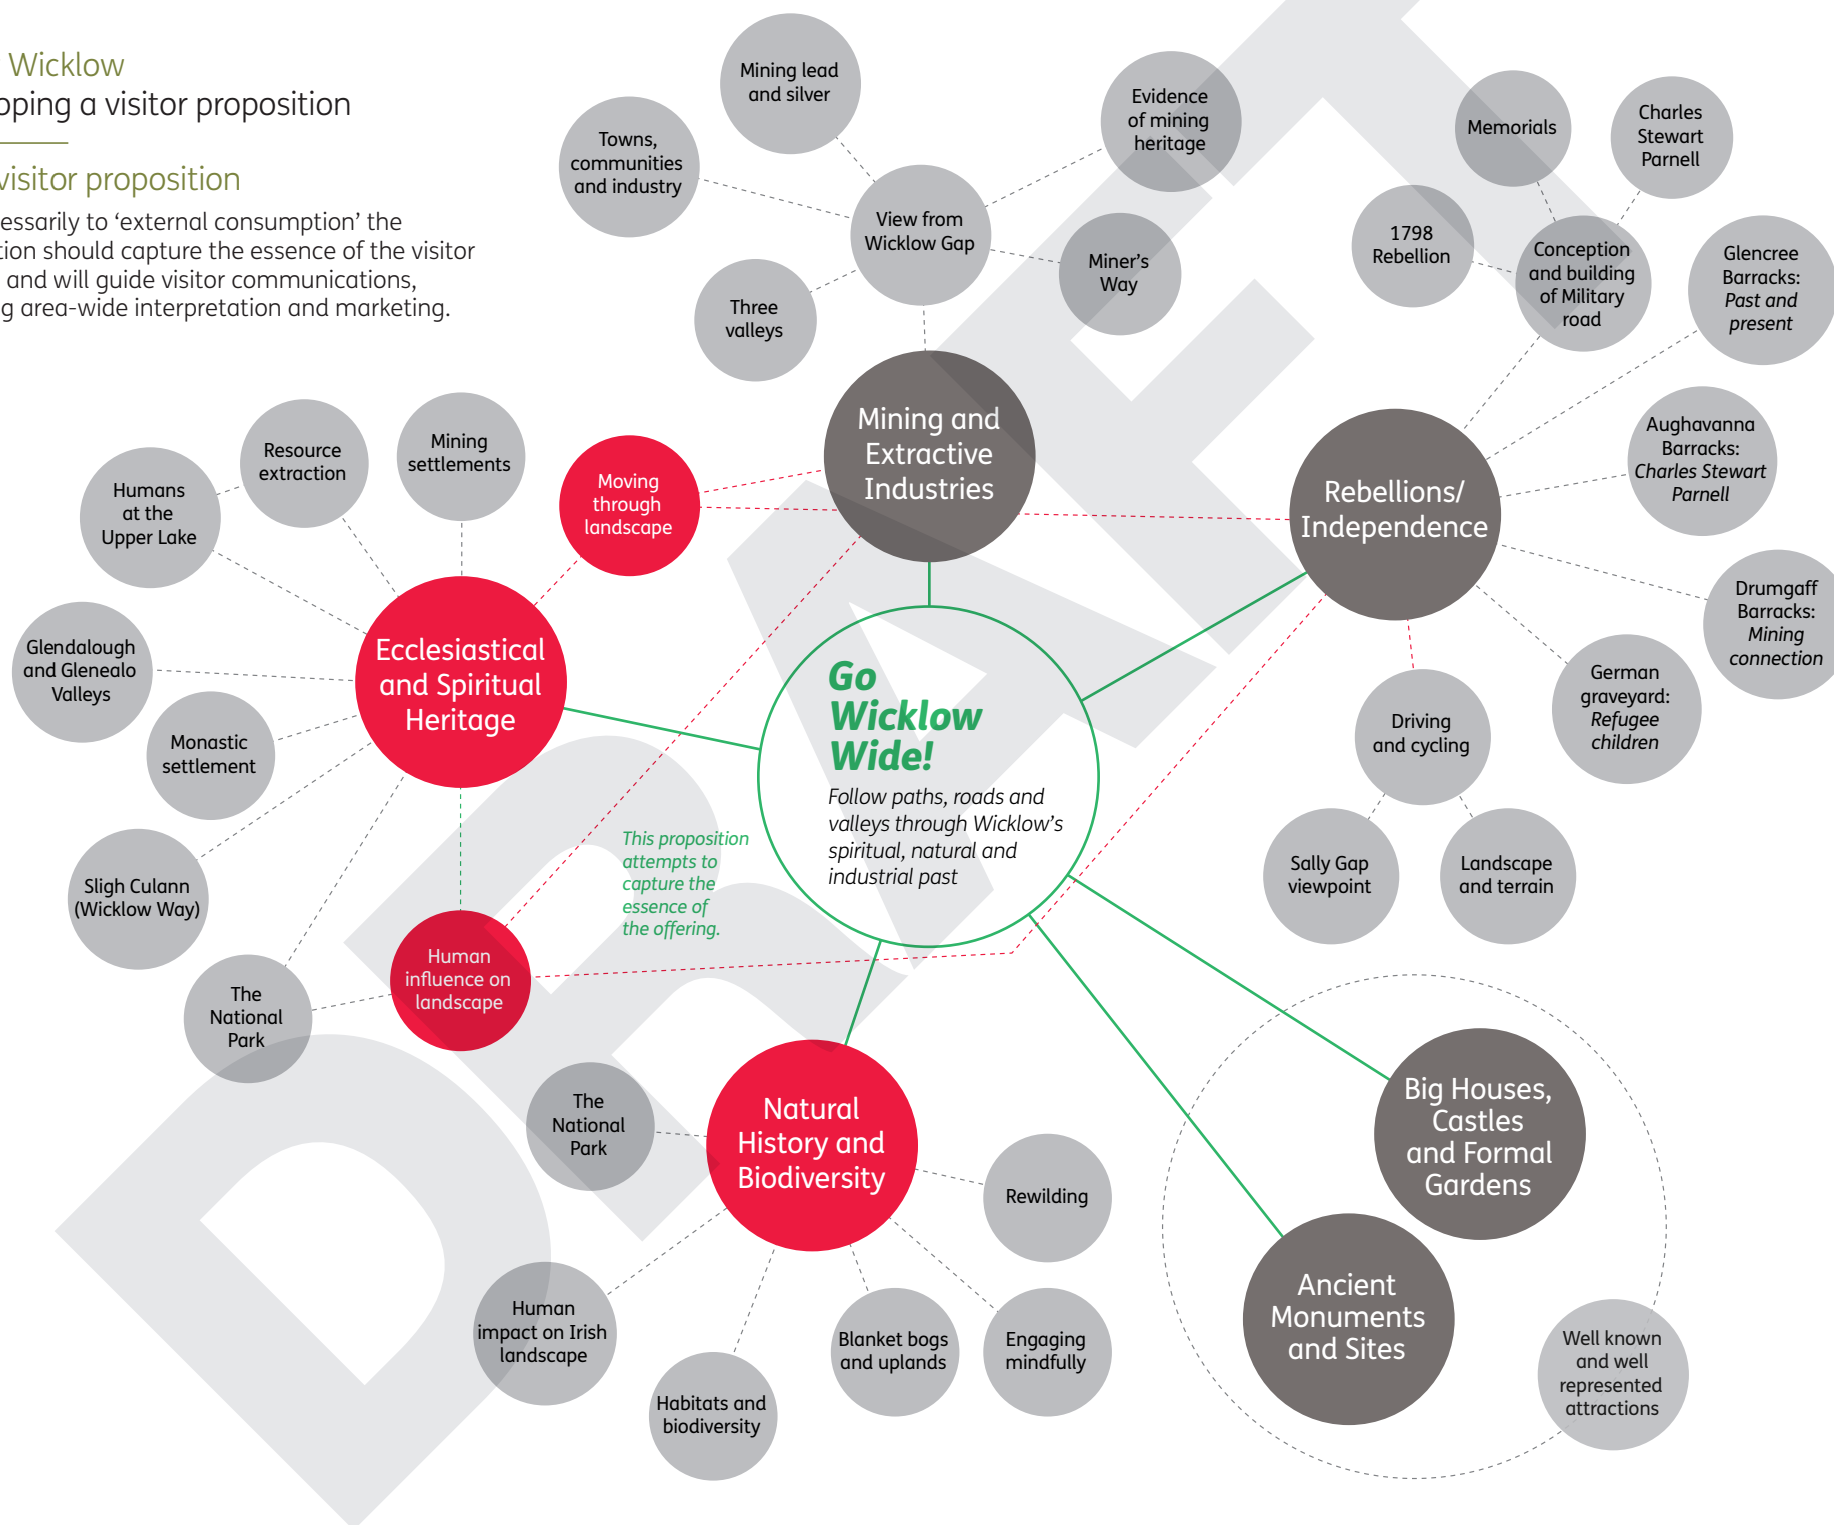 Wicklow
pping a visitor proposition
visitor proposition
essarily to ‘external consumption’ the
tion should capture the essence of the visitor
and will guide visitor communications,
g area-wide interpretation and marketing.
Mining lead
and silver
Towns,
communities
and industry
Evidence
of mining
heritage
View from
Wicklow Gap
Three
valleys
Miner’s
Way
Memorials
Charles
Stewart
Parnell
1798
Rebellion
Conception
and building
of Military
road
Glencree
Barracks:
Past and
present
Aughavanna
Barracks:
Charles Stewart
Parnell
Drumgaff
Barracks:
Mining
connection
German
graveyard:
Refugee
children
Mining and
Extractive
Industries
Rebellions/
Independence
Driving
and cycling
Sally Gap
viewpoint
Landscape
and terrain
Moving
through
landscape
Mining
settlements
Resource
extraction
Humans
at the
Upper Lake
Ecclesiastical
and Spiritual
Heritage
Glendalough
and Glenealo
Valleys
Monastic
settlement
Sligh Culann
(Wicklow Way)
The
National
Park
Human
influence on
landscape
Go
Wicklow
Wide!
Follow paths, roads and
valleys through Wicklow’s
spiritual, natural and
industrial past
This proposition
attempts to
capture the
essence of
the offering.
Natural
History and
Biodiversity
The
National
Park
Rewilding
Human
impact on Irish
landscape
Habitats and
biodiversity
Blanket bogs
and uplands
Engaging
mindfully
Big Houses,
Castles
and Formal
Gardens
Ancient
Monuments
and Sites
Well known
and well
represented
attractions
DRAFT